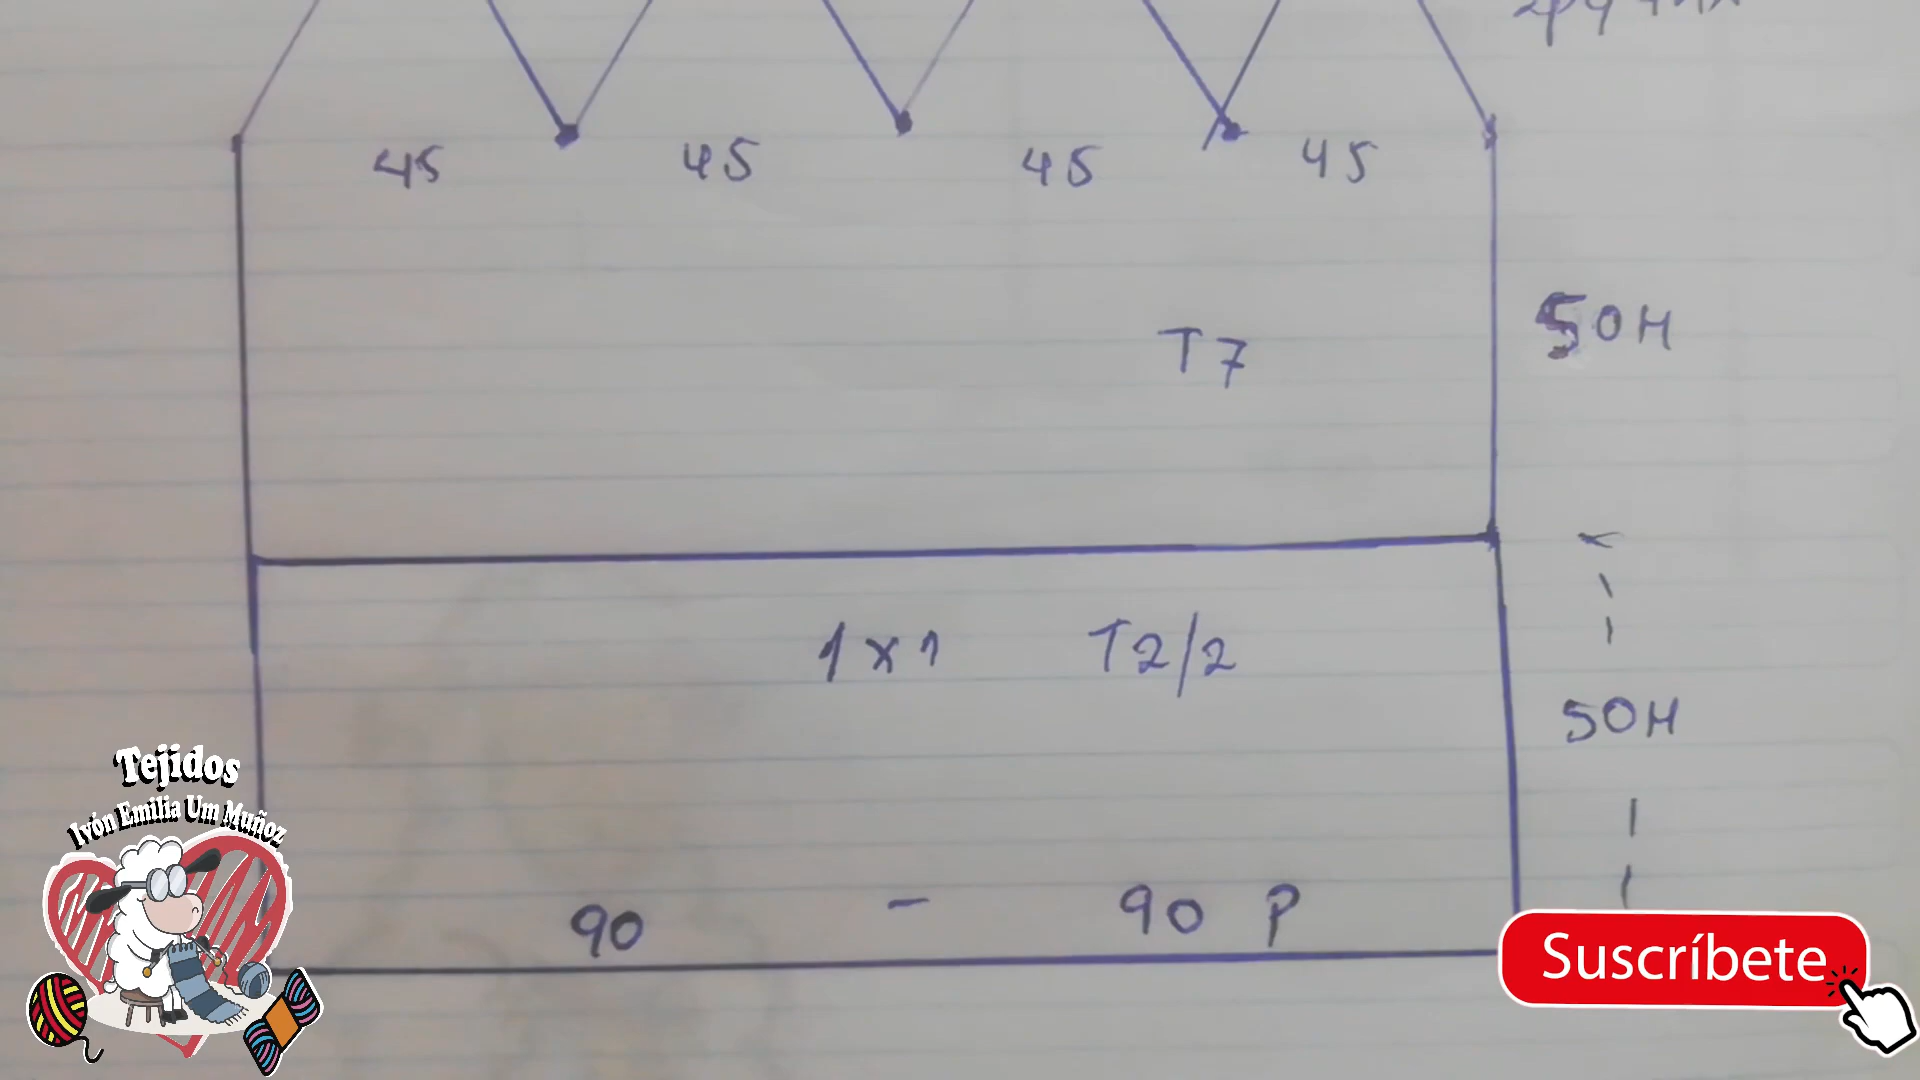 45 45 45 45
T7
50H
1x1 T2/2
50H
90 - 90 P
Tejidos
Ivón Emilia Um Muñoz
Suscríbete